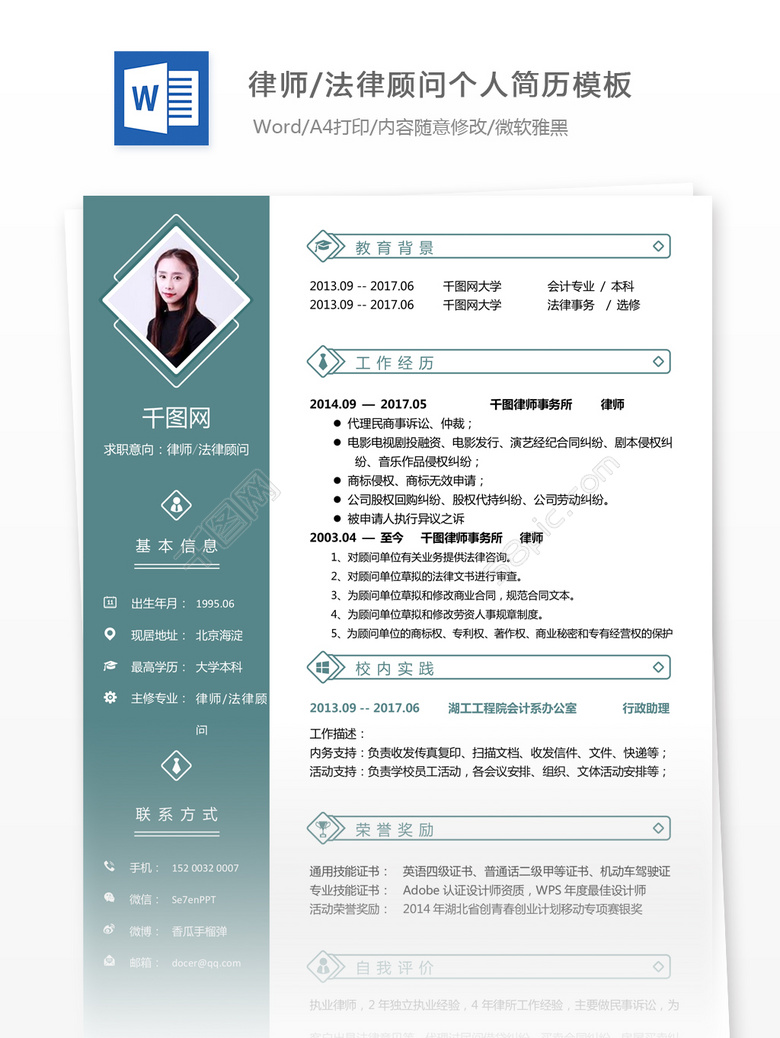 W
律师/法律顾问个人简历模板
Word/A4打印/内容随意修改/微软雅黑
千图网
求职意向：律师/法律顾问
基本信息
出生年月： 1995.06
现居地址： 北京海淀
最高学历： 大学本科
主修专业： 律师/法律顾
问
联系方式
手机： 152 0032 0007
微信： Se7enPPT
微博： 香瓜手榴弹
邮箱： docer@qq.com
教育背景
2013.09 -- 2017.06 千图网大学 会计专业 / 本科
2013.09 -- 2017.06 千图网大学 法律事务 / 选修
工作经历
2014.09 — 2017.05 千图律师事务所 律师
● 代理民商事诉讼、仲裁；
● 电影电视剧投融资、电影发行、演艺经纪合同纠纷、剧本侵权纠
纷、音乐作品侵权纠纷；
● 商标侵权、商标无效申请；
● 公司股权回购纠纷、股权代持纠纷、公司劳动纠纷。
● 被申请人执行异议之诉
2003.04 — 至今 千图律师事务所 律师
1、对顾问单位有关业务提供法律咨询。
2、对顾问单位草拟的法律文书进行审查。
3、为顾问单位草拟和修改商业合同，规范合同文本。
4、为顾问单位草拟和修改劳资人事规章制度。
5、为顾问单位的商标权、专利权、著作权、商业秘密和专有经营权的保护
校内实践
2013.09 -- 2017.06 湖工工程院会计系办公室 行政助理
工作描述：
内务支持：负责收发传真复印、扫描文档、收发信件、文件、快递等；
活动支持：负责学校员工活动，各会议安排、组织、文体活动安排等；
荣誉奖励
通用技能证书： 英语四级证书、普通话二级甲等证书、机动车驾驶证
专业技能证书： Adobe 认证设计师资质，WPS 年度最佳设计师
活动荣誉奖励： 2014 年湖北省创青春创业计划移动专项赛银奖
自我评价
执业律师，2 年独立执业经验，4 年律所工作经验，主要做民事诉讼，为
千图网